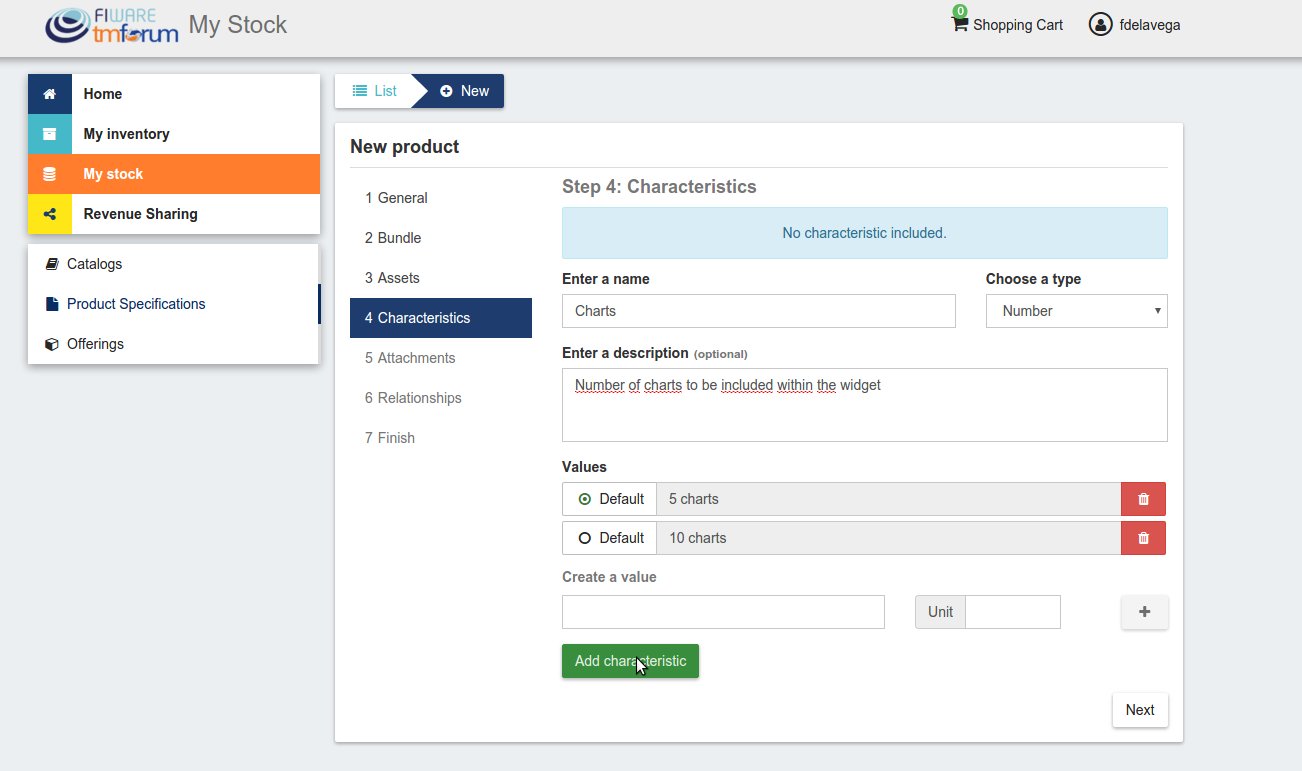 FIWARE
tmforum
My Stock
0
Shopping Cart
fdelavega
Home
My inventory
My stock
Revenue Sharing
Catalogs
Product Specifications
Offerings
List
New
New product
1 General
2 Bundle
3 Assets
4 Characteristics
5 Attachments
6 Relationships
7 Finish
Step 4: Characteristics
No characteristic included.
Enter a name
Choose a type
Charts
Number
Enter a description (optional)
Number of charts to be included within the widget
Values
Default 5 charts
Default 10 charts
Create a value
Unit
Add characteristic
Next